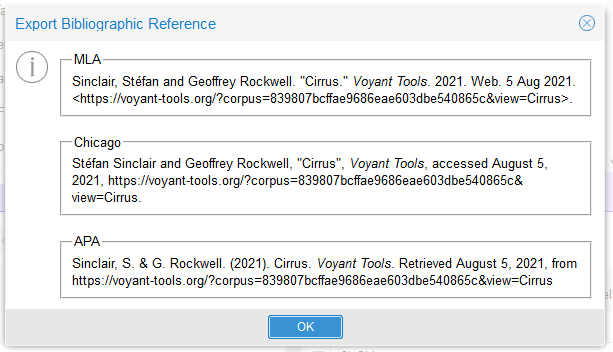 Export Bibliographic Reference
MLA
Sinclair, Stéfan and Geoffrey Rockwell. "Cirrus." Voyant Tools. 2021. Web. 5 Aug 2021.
<https://voyant-tools.org/?corpus=839807bcffae9686eae603dbe540865c&view=Cirrus>.
Chicago
Stéfan Sinclair and Geoffrey Rockwell, "Cirrus", Voyant Tools, accessed August 5,
2021, https://voyant-tools.org/?corpus=839807bcffae9686eae603dbe540865c&
view=Cirrus.
APA
Sinclair, S. & G. Rockwell. (2021). Cirrus. Voyant Tools. Retrieved August 5, 2021, from
https://voyant-tools.org/?corpus=839807bcffae9686eae603dbe540865c&view=Cirrus
OK